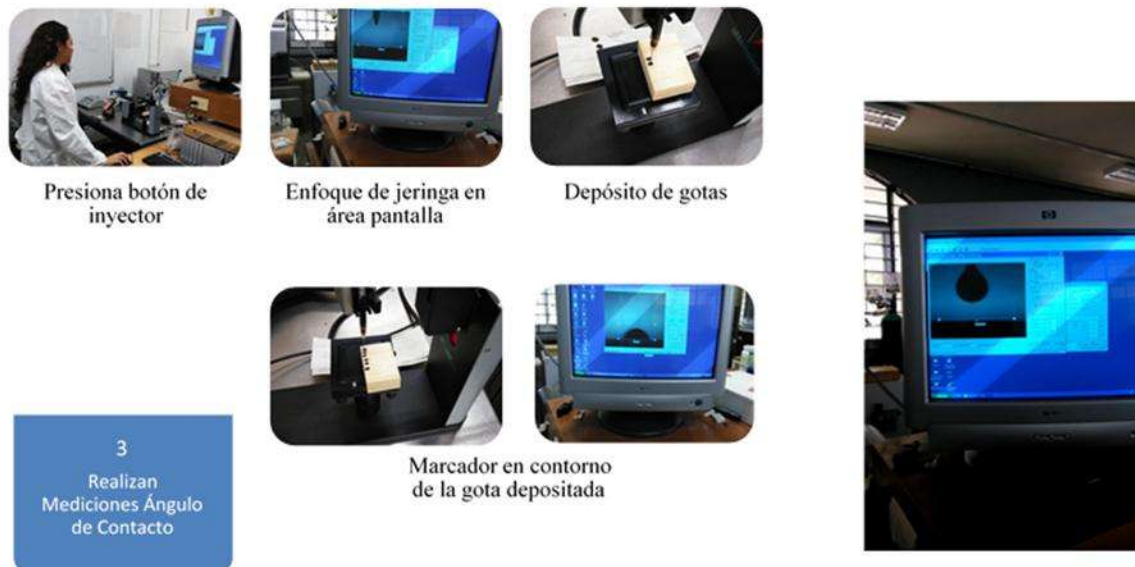 Presiona botón de
inyector
Enfoque de jeringa en
área pantalla
Depósito de gotas
Marcador en contorno
de la gota depositada
3
Realizan
Mediciones Ángulo
de Contacto